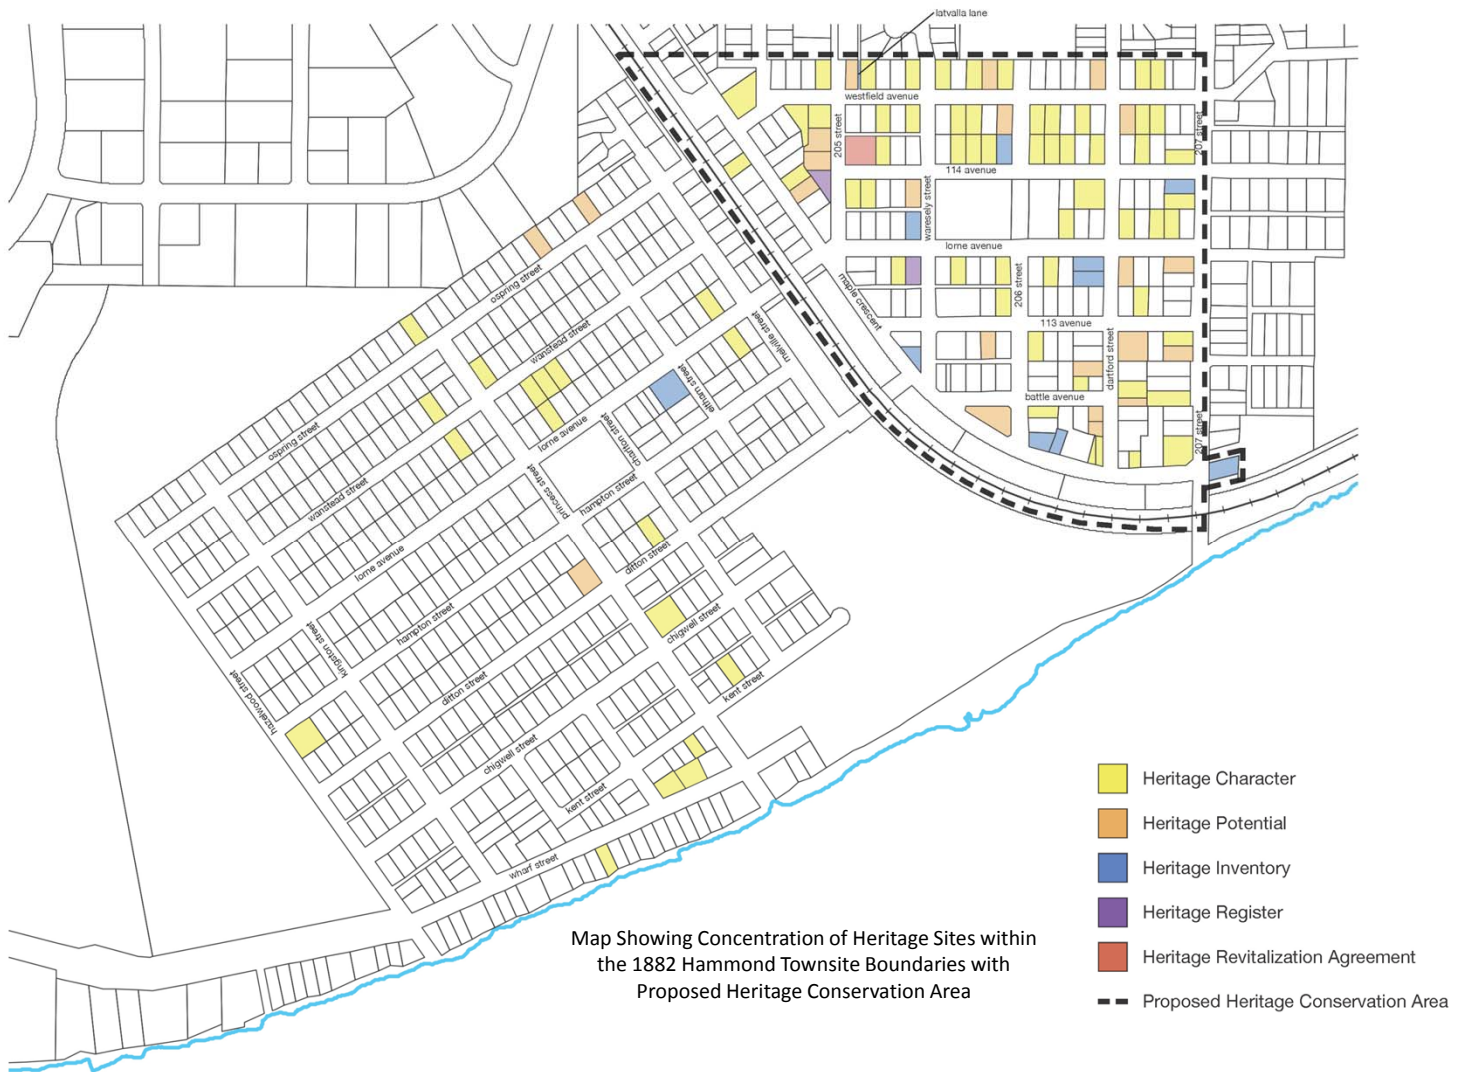 latvalla lane
westfield avenue
205 street
207 street
114 avenue
waresely street
lorne avenue
206 street
maple crescent
113 avenue
dartford street
battle avenue
207 street
ospring street
wanstead street
melville street
eltham street
charlton street
lorne avenue
princess street
hampton street
ospring street
wanstead street
lorne avenue
ditton street
hampton street
chigwell street
kingston street
ditton street
kent street
hazelwood street
chigwell street
kent street
wharf street
Heritage Character
Heritage Potential
Heritage Inventory
Heritage Register
Heritage Revitalization Agreement
Proposed Heritage Conservation Area
Map Showing Concentration of Heritage Sites within
the 1882 Hammond Townsite Boundaries with
Proposed Heritage Conservation Area